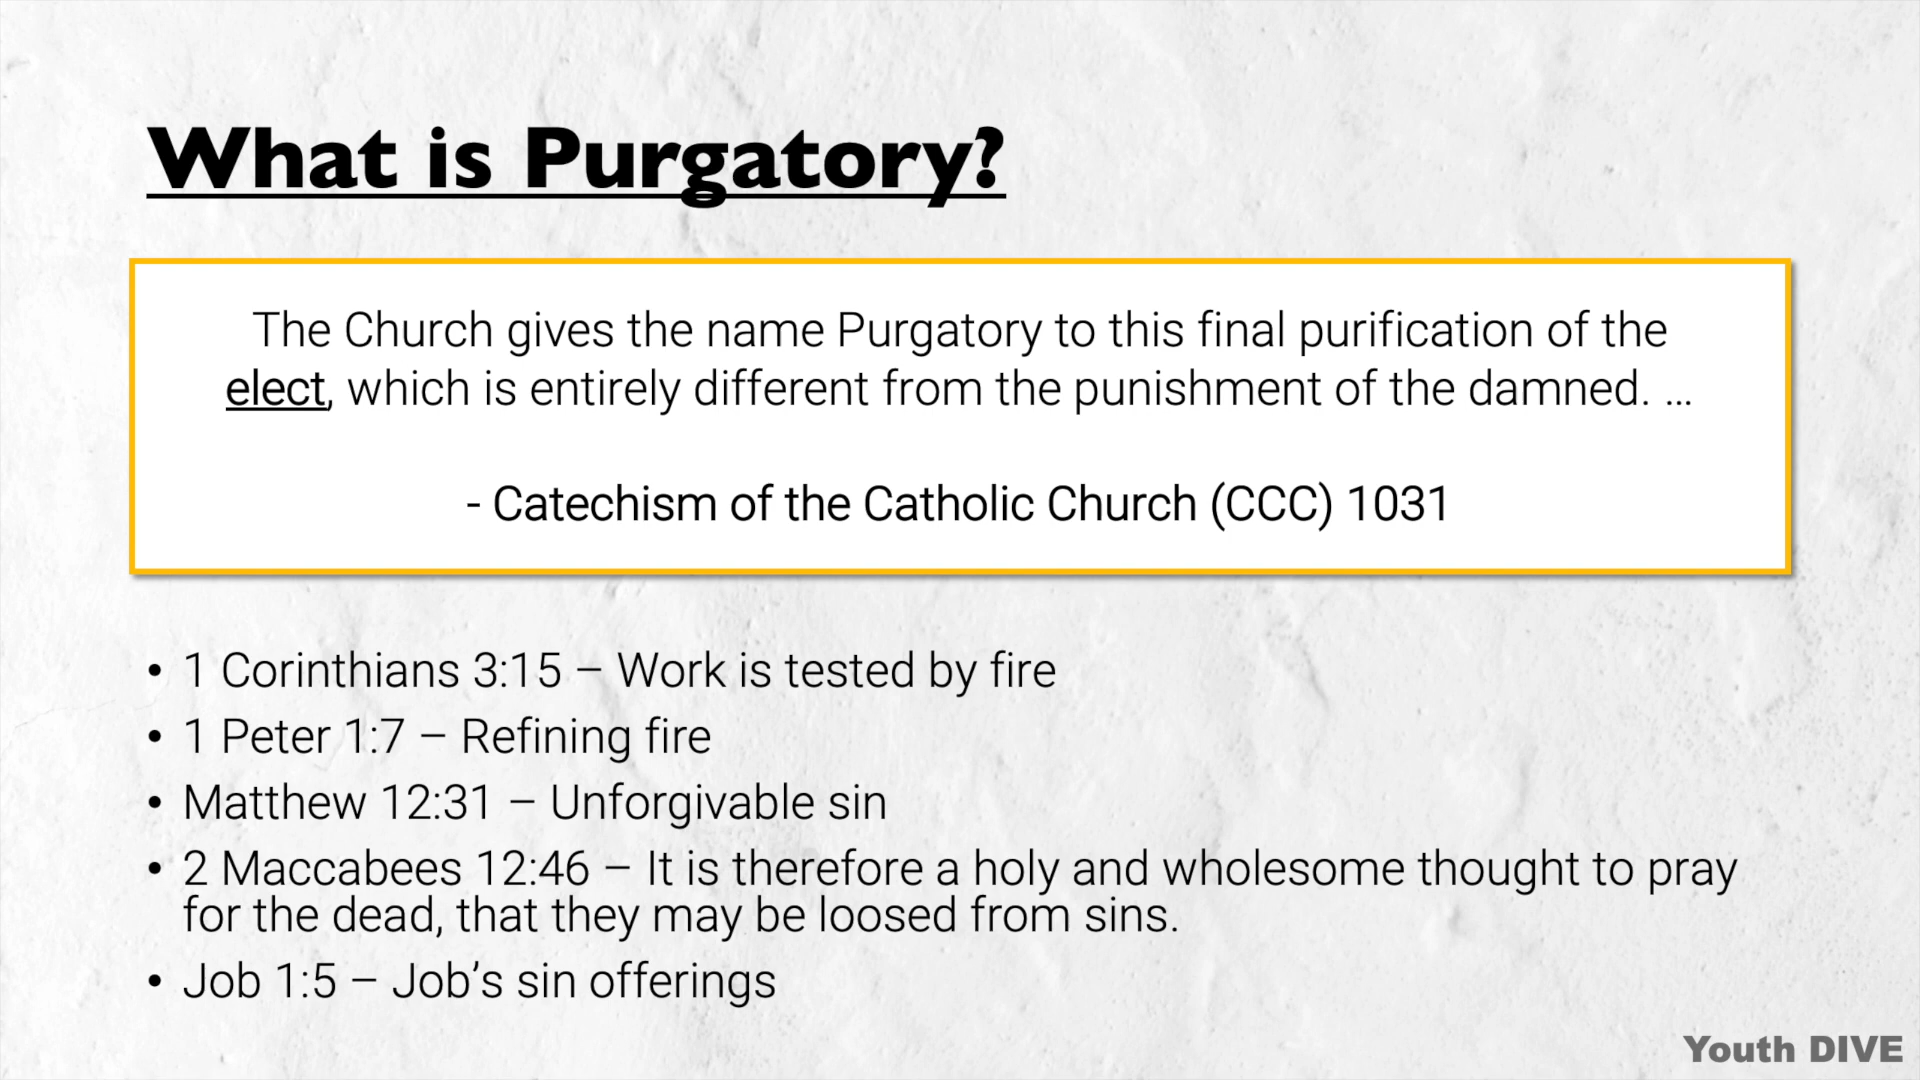 What is Purgatory?
The Church gives the name Purgatory to this final purification of the
elect, which is entirely different from the punishment of the damned. ...
- Catechism of the Catholic Church (CCC) 1031
• 1 Corinthians 3:15 – Work is tested by fire
• 1 Peter 1:7 – Refining fire
• Matthew 12:31 – Unforgivable sin
• 2 Maccabees 12:46 – It is therefore a holy and wholesome thought to pray
for the dead, that they may be loosed from sins.
• Job 1:5 – Job’s sin offerings
Youth DIVE